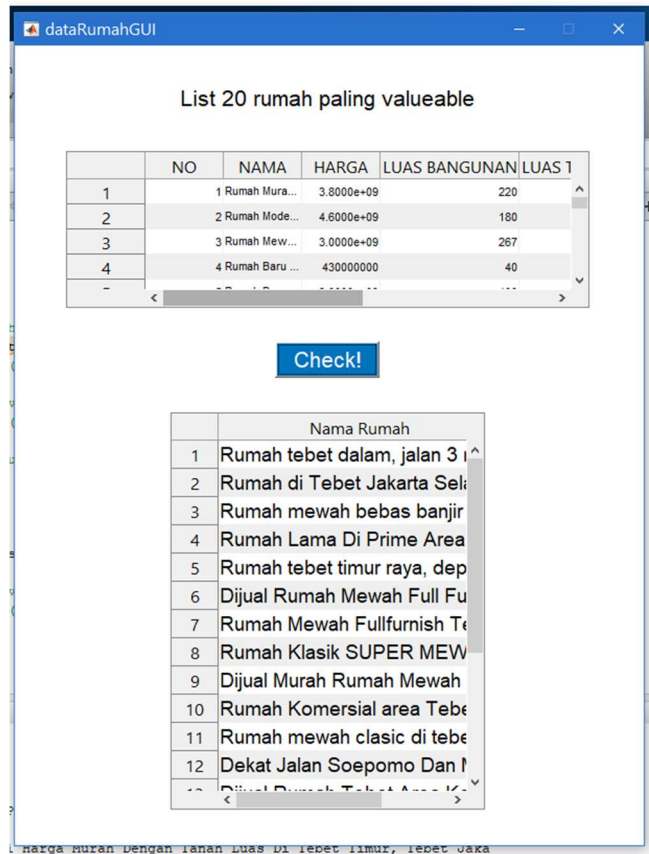 dataRumahGUI
List 20 rumah paling valueable
NO NAMA HARGA LUAS BANGUNAN LUAS T
1 1 Rumah Mura... 3.8000e+09 220
2 2 Rumah Mode... 4.6000e+09 180
3 3 Rumah Mew... 3.0000e+09 267
4 4 Rumah Baru ... 430000000 40
Check!
Nama Rumah
1 Rumah tebet dalam, jalan 3
2 Rumah di Tebet Jakarta Sela
3 Rumah mewah bebas banjir
4 Rumah Lama Di Prime Area
5 Rumah tebet timur raya, dep
6 Dijual Rumah Mewah Full Fu
7 Rumah Mewah Fullfurnish Te
8 Rumah Klasik SUPER MEW
9 Dijual Murah Rumah Mewah
10 Rumah Komersial area Tebe
11 Rumah mewah clasic di tebe
12 Dekat Jalan Soepomo Dan M
Harga Murah Dengan Tanah Luas Di Tebet Timur, Tebet Jaka